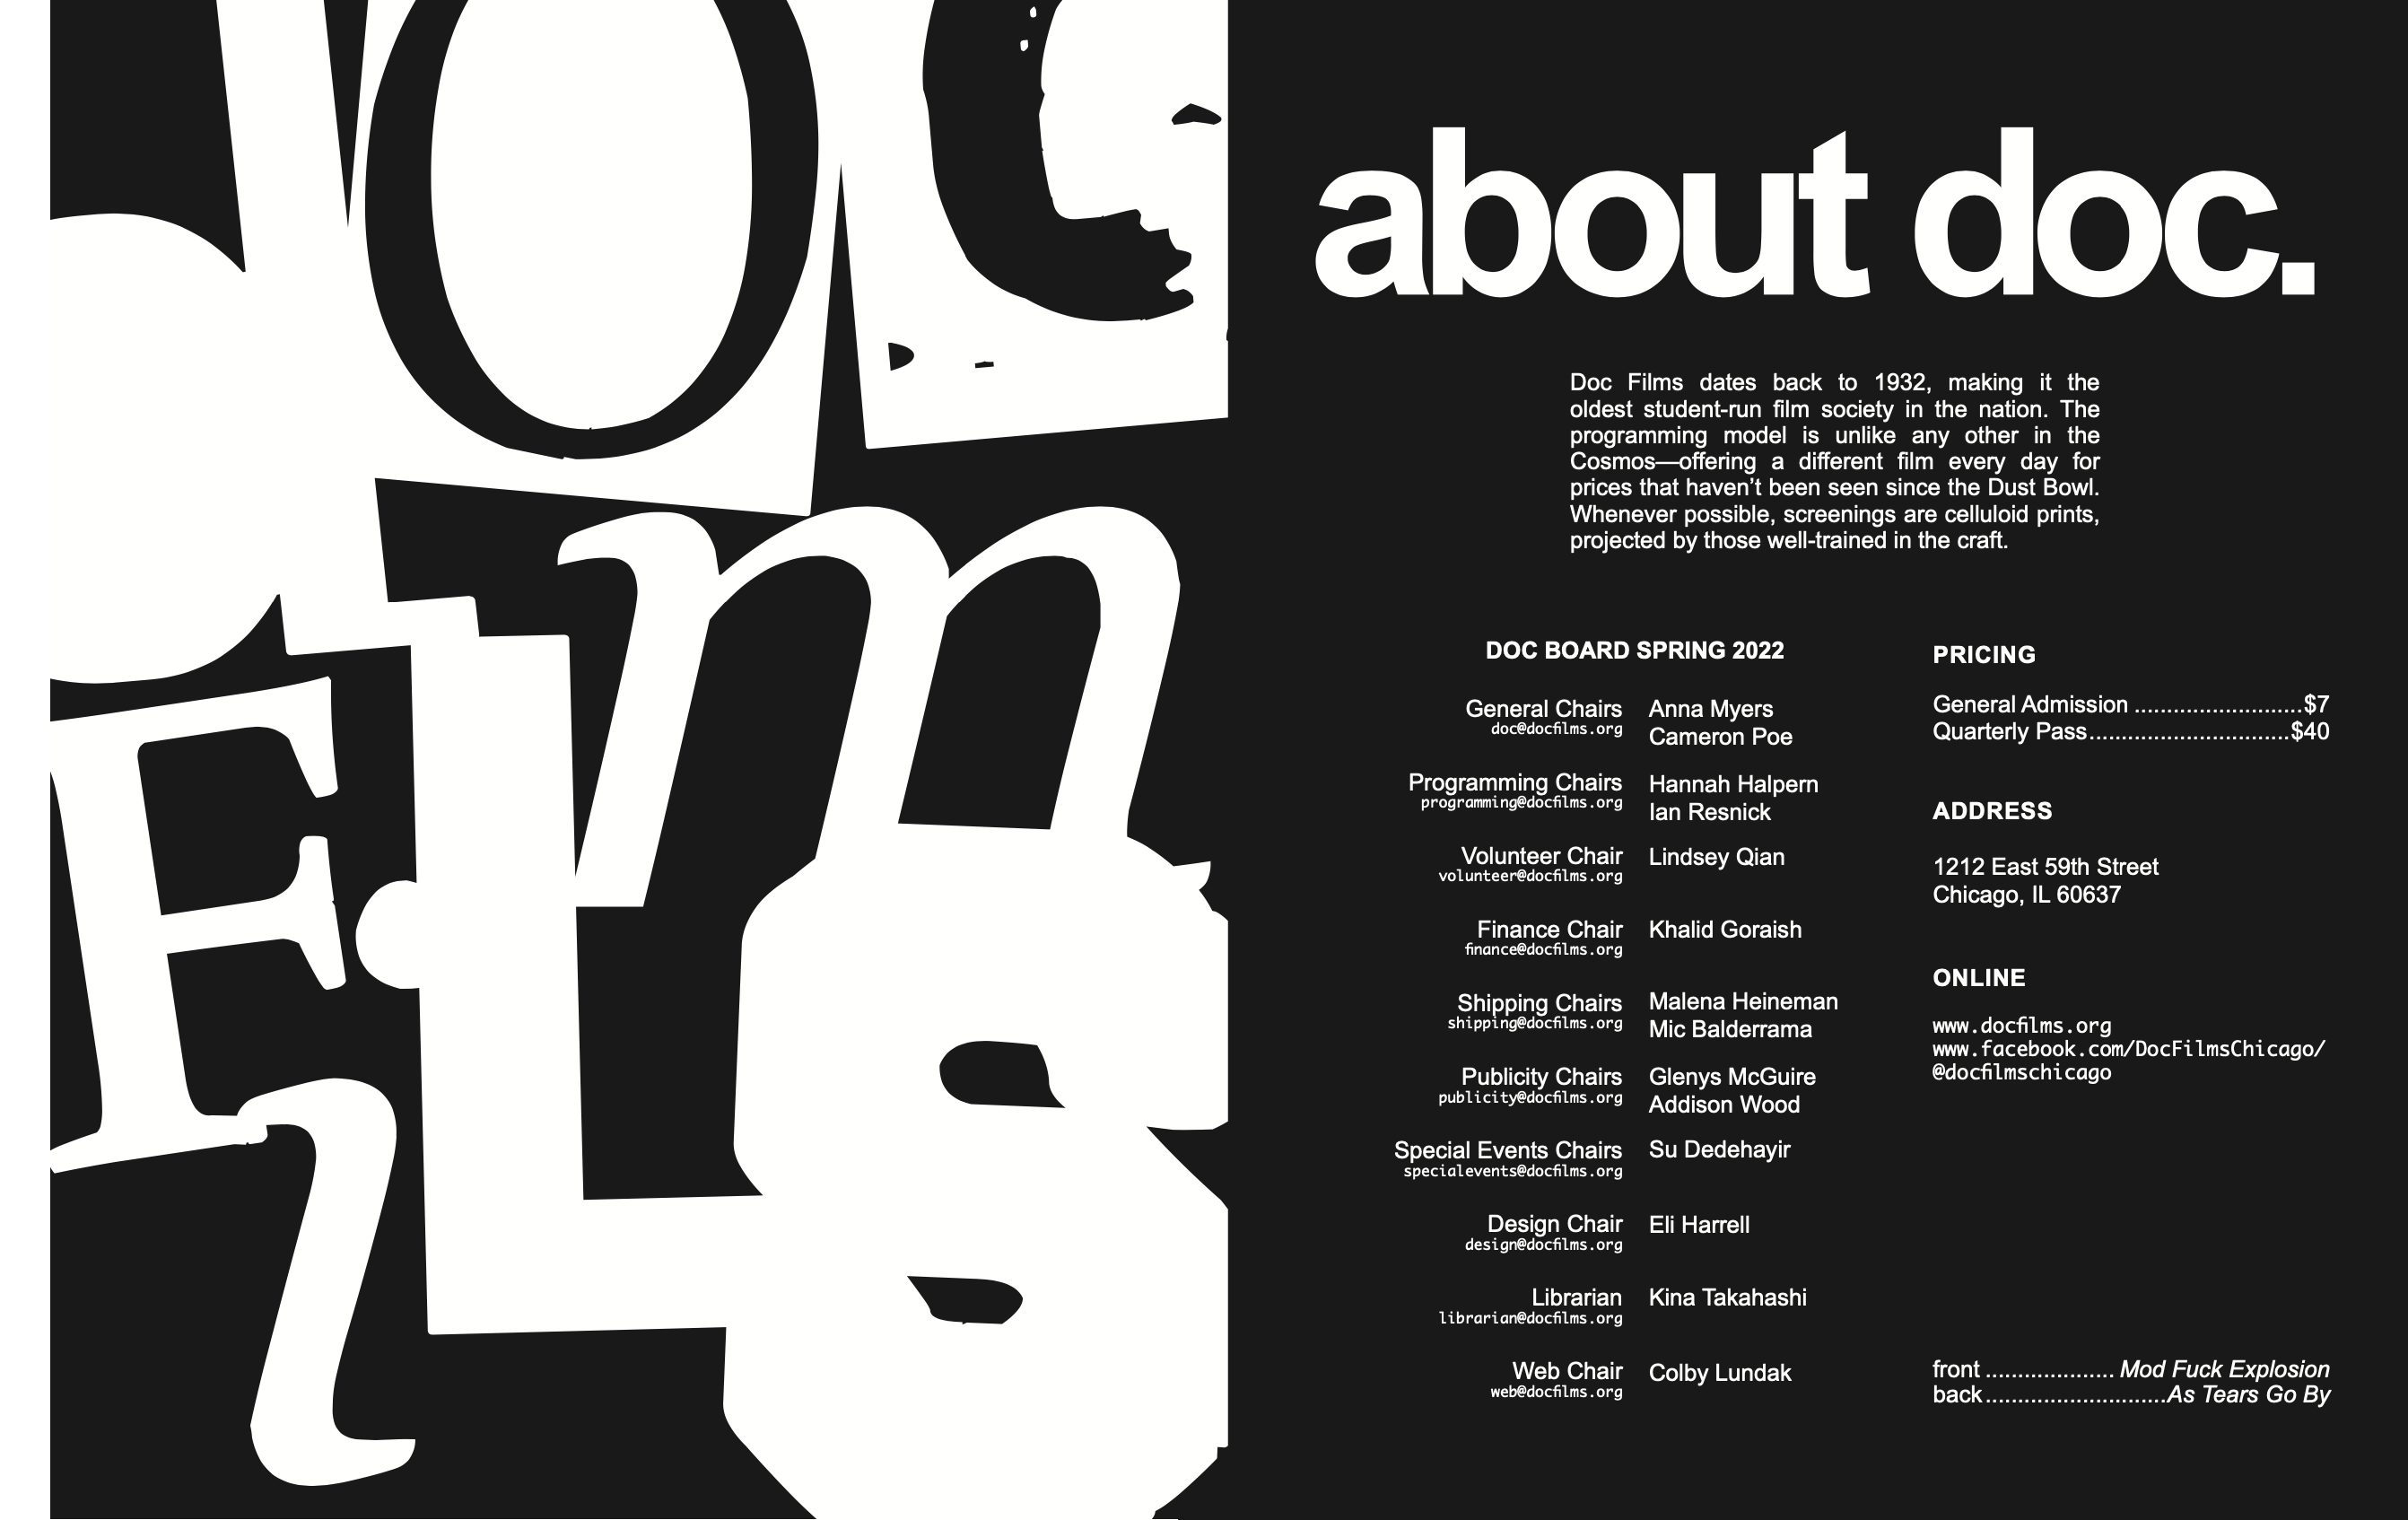 DOC
FILms
about doc.
Doc Films dates back to 1932, making it the
oldest student-run film society in the nation. The
programming model is unlike any other in the
Cosmos—offering a different film every day for
prices that haven’t been seen since the Dust Bowl.
Whenever possible, screenings are celluloid prints,
projected by those well-trained in the craft.
DOC BOARD SPRING 2022
General Chairs Anna Myers
doc@docfilms.org
Cameron Poe
Programming Chairs Hannah Halpern
programming@docfilms.org
Ian Resnick
Volunteer Chair Lindsey Qian
volunteer@docfilms.org
Finance Chair Khalid Goraish
finance@docfilms.org
Shipping Chairs Malena Heineman
shipping@docfilms.org
Mic Balderrama
Publicity Chairs Glenys McGuire
publicity@docfilms.org
Addison Wood
Special Events Chairs Su Dedehayir
specialevents@docfilms.org
Design Chair Eli Harrell
design@docfilms.org
Librarian Kina Takahashi
librarian@docfilms.org
Web Chair Colby Lundak
web@docfilms.org
PRICING
General Admission ..........................$7
Quarterly Pass...............................$40
ADDRESS
1212 East 59th Street
Chicago, IL 60637
ONLINE
www.docfilms.org
www.facebook.com/DocFilmsChicago/
@docfilmschicago
front .................... Mod Fuck Explosion
back............................As Tears Go By